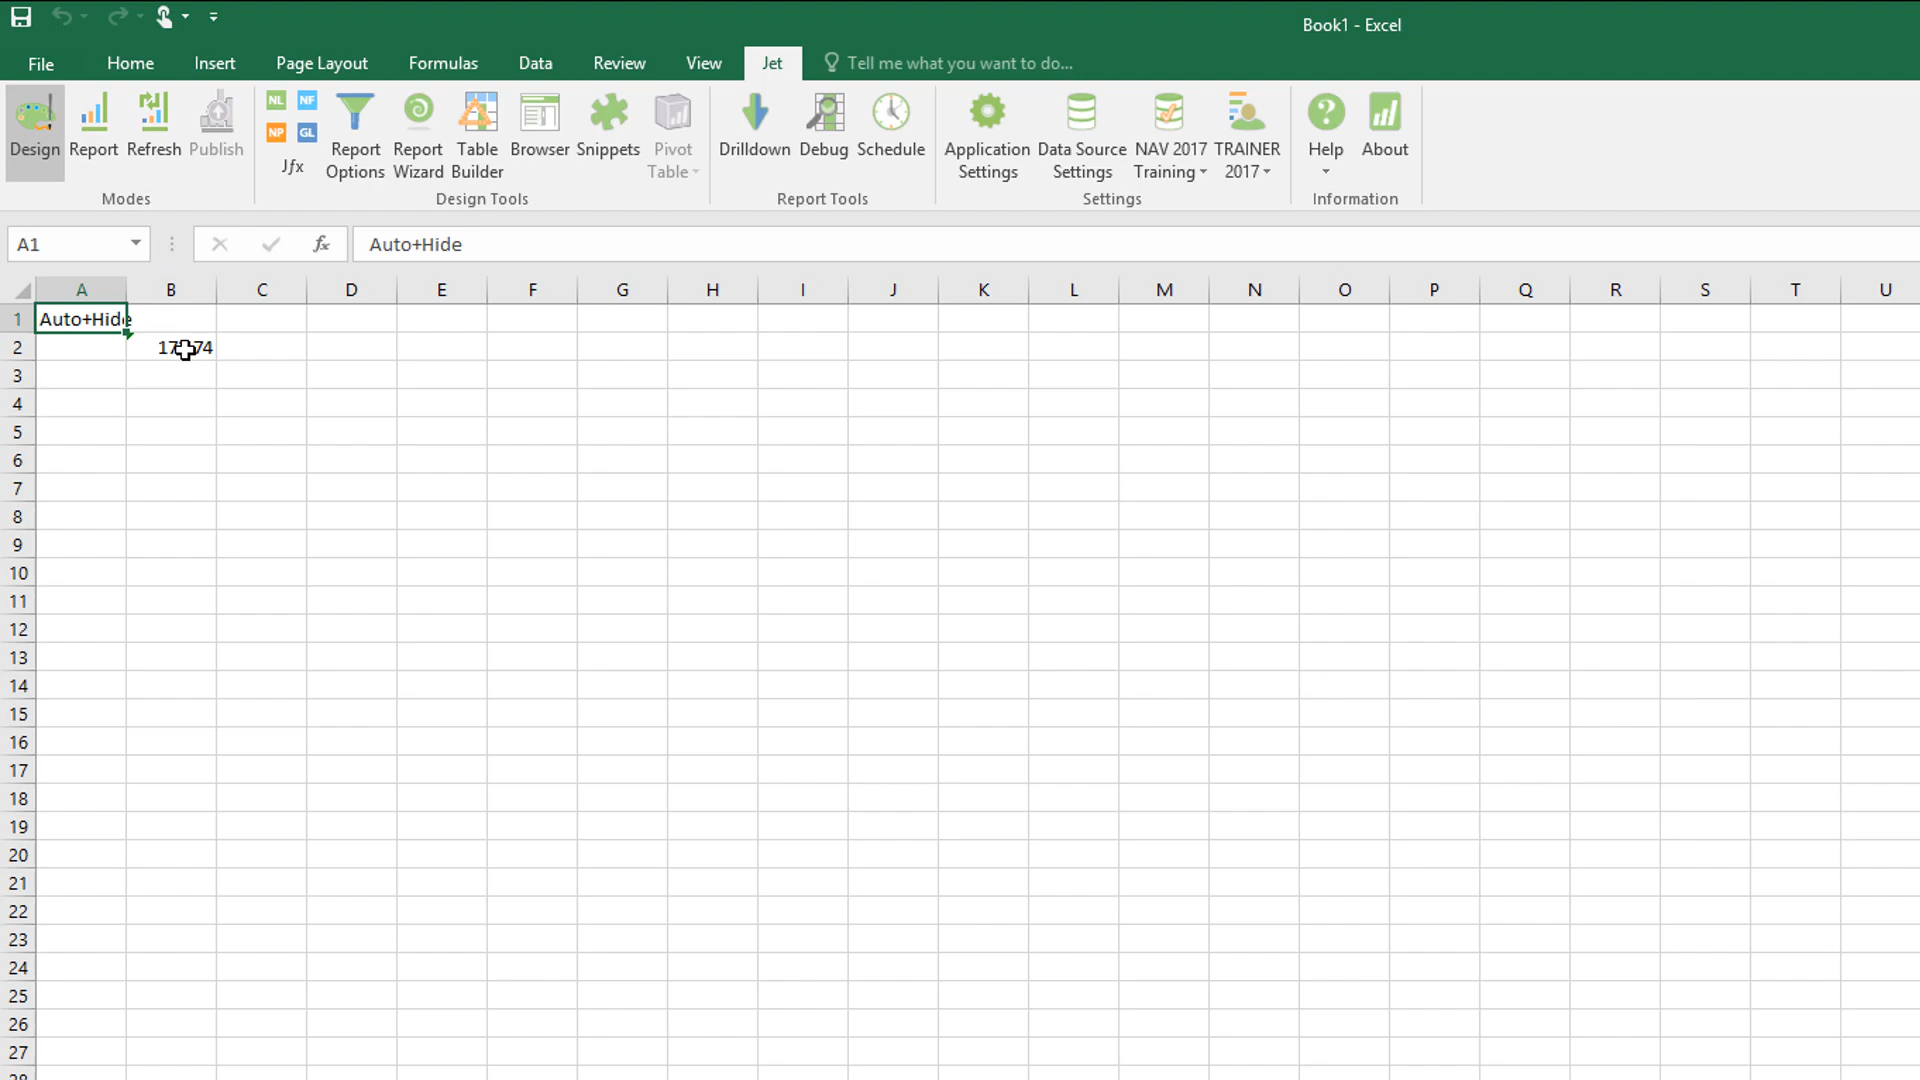 Book1 - Excel
File Home Insert Page Layout Formulas Data Review View Jet Tell me what you want to do...
NL NF
NP GL
Jfx
Design Report Refresh Publish Report Options Report Wizard Table Builder Browser Snippets Pivot Table Drilldown Debug Schedule Application Settings Data Source Settings NAV 2017 Training TRAINER 2017 Help About
Modes Design Tools Report Tools Settings Information
A1 fx Auto+Hide
A B C D E F G H I J K L M N O P Q R S T U
1 Auto+Hide
2
3
4
5
6
7
8
9
10
11
12
13
14
15
16
17
18
19
20
21
22
23
24
25
26
27
28